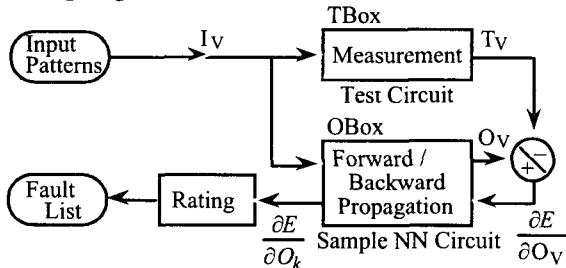 TBox
Input
Patterns
I_V
Measurement
T_V
Test Circuit
OBox
O_V
− +
Forward /
Backward
Propagation
Fault
List
Rating
∂E
∂O_k
Sample NN Circuit
∂E
∂O_V